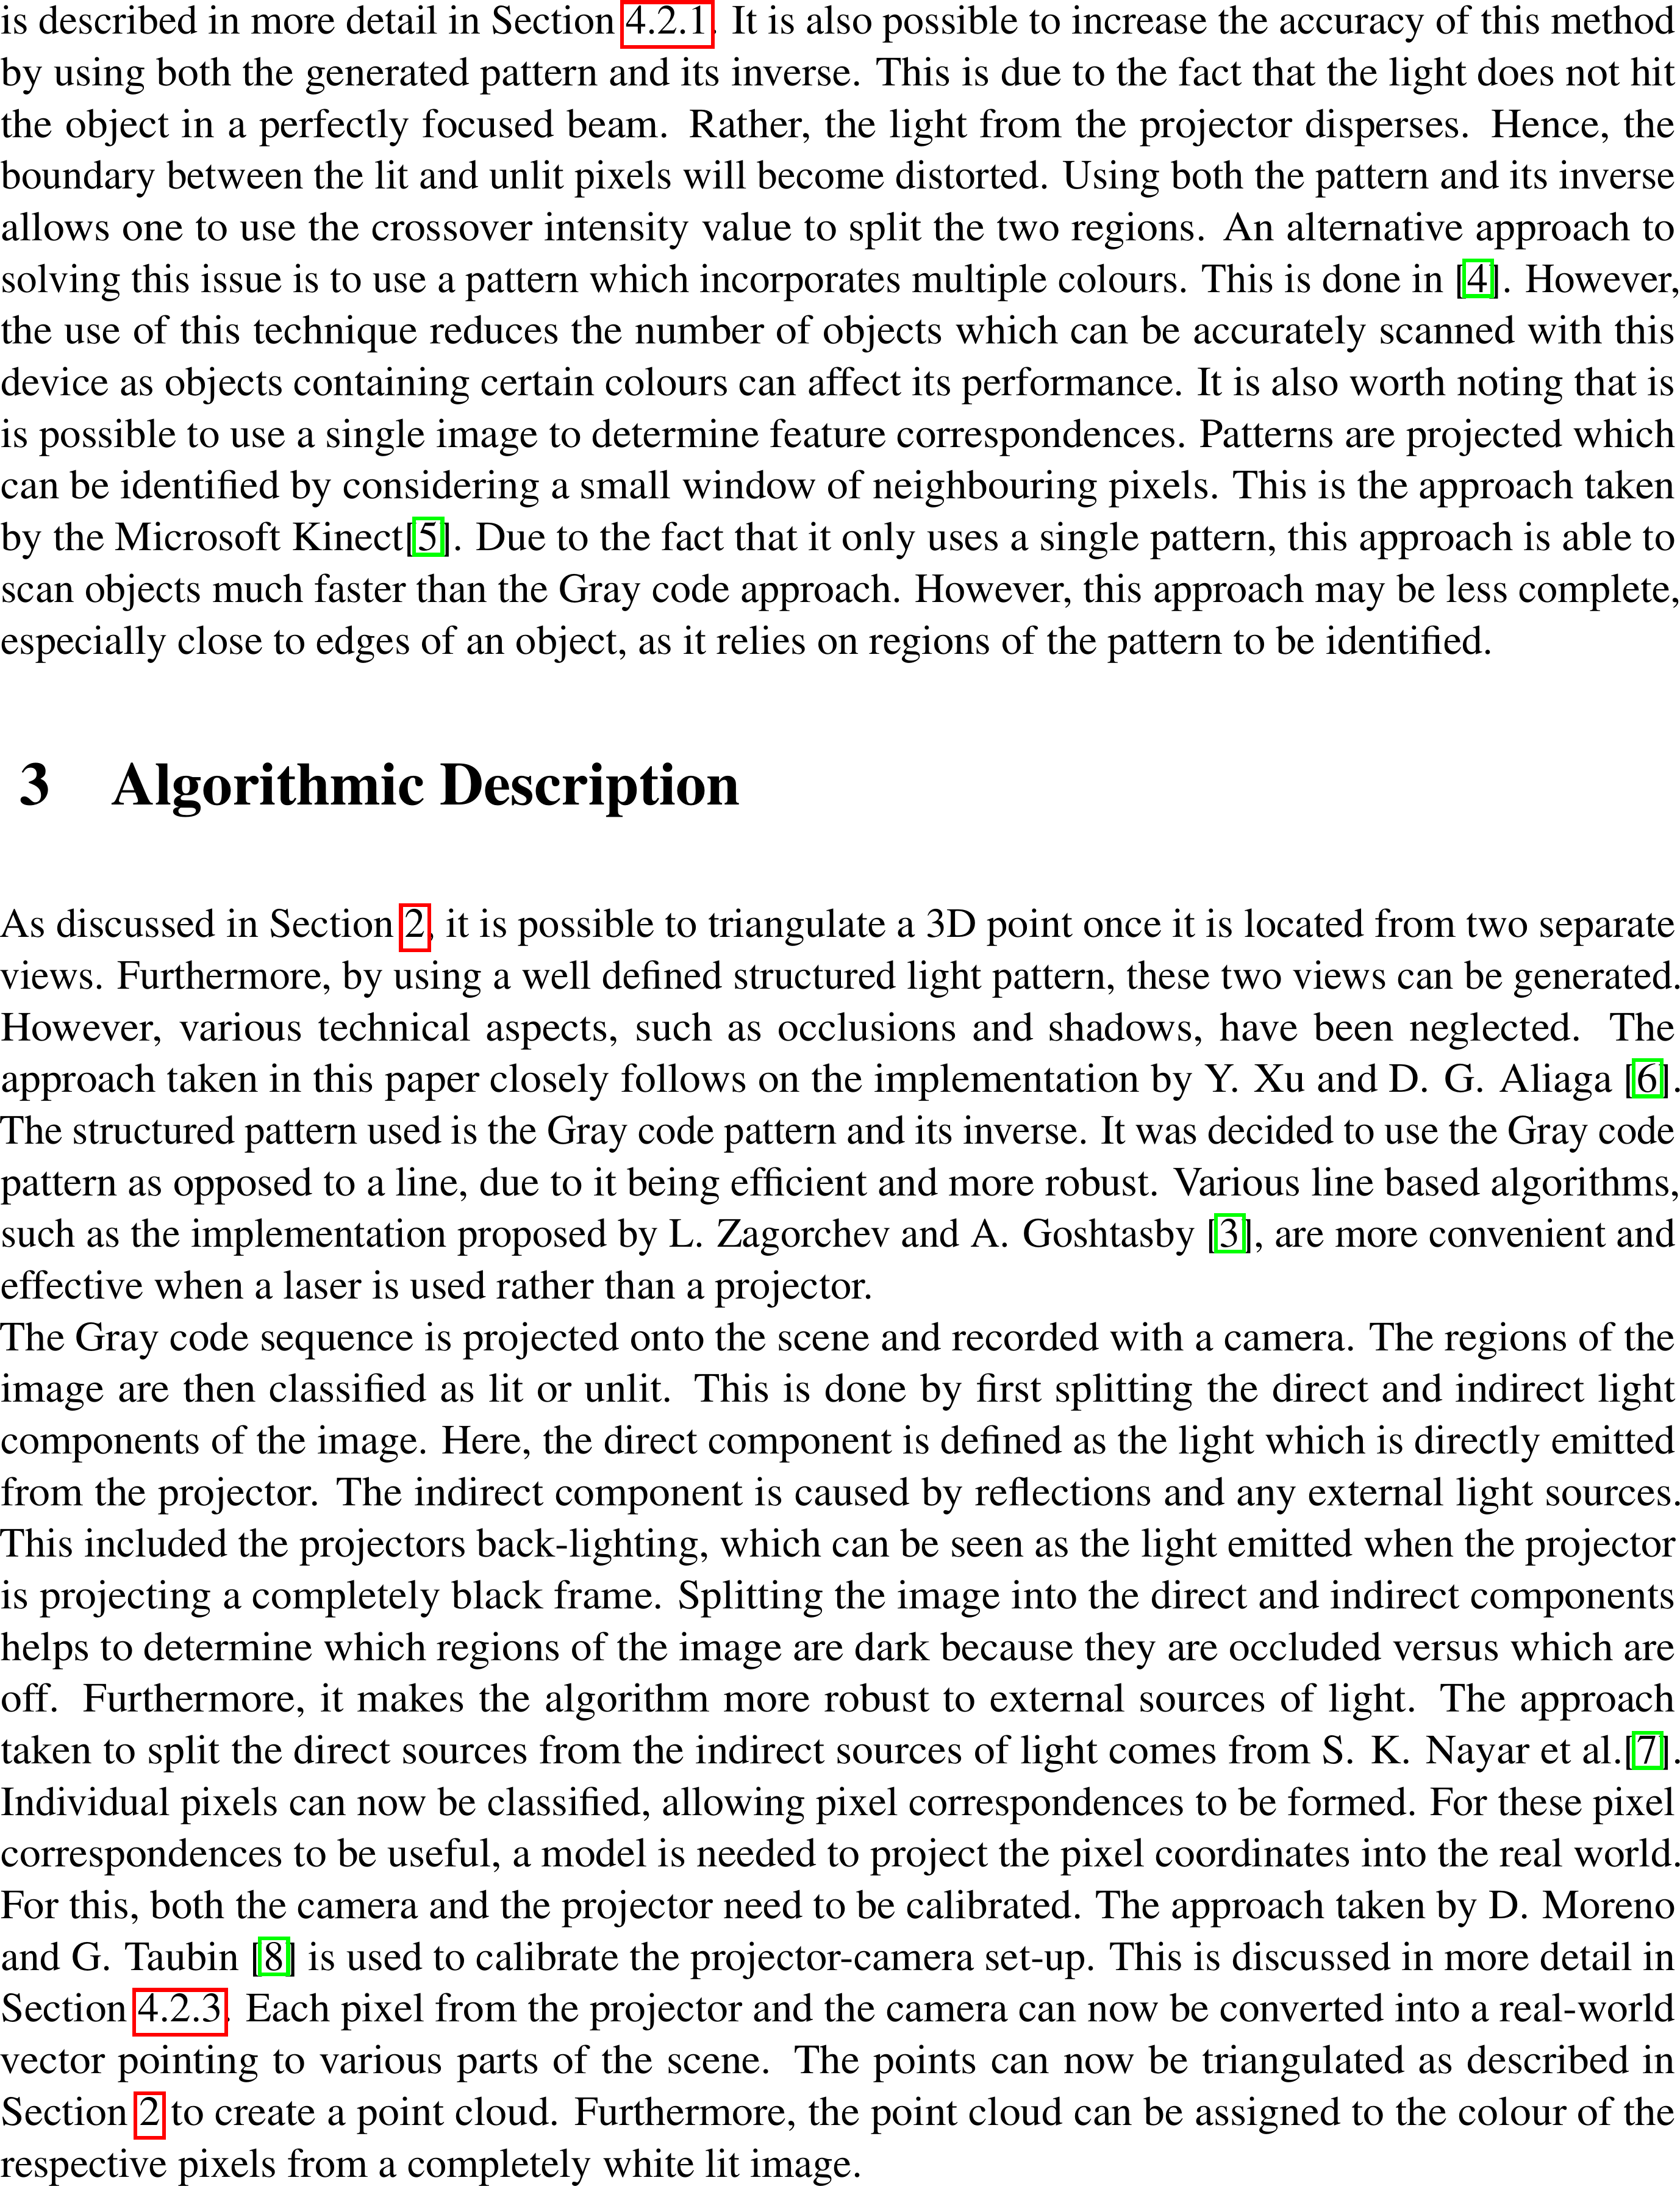 is described in more detail in Section 4.2.1. It is also possible to increase the accuracy of this method
by using both the generated pattern and its inverse. This is due to the fact that the light does not hit
the object in a perfectly focused beam. Rather, the light from the projector disperses. Hence, the
boundary between the lit and unlit pixels will become distorted. Using both the pattern and its inverse
allows one to use the crossover intensity value to split the two regions. An alternative approach to
solving this issue is to use a pattern which incorporates multiple colours. This is done in [4]. However,
the use of this technique reduces the number of objects which can be accurately scanned with this
device as objects containing certain colours can affect its performance. It is also worth noting that is
is possible to use a single image to determine feature correspondences. Patterns are projected which
can be identified by considering a small window of neighbouring pixels. This is the approach taken
by the Microsoft Kinect[5]. Due to the fact that it only uses a single pattern, this approach is able to
scan objects much faster than the Gray code approach. However, this approach may be less complete,
especially close to edges of an object, as it relies on regions of the pattern to be identified.
3 Algorithmic Description
As discussed in Section 2, it is possible to triangulate a 3D point once it is located from two separate
views. Furthermore, by using a well defined structured light pattern, these two views can be generated.
However, various technical aspects, such as occlusions and shadows, have been neglected. The
approach taken in this paper closely follows on the implementation by Y. Xu and D. G. Aliaga [6].
The structured pattern used is the Gray code pattern and its inverse. It was decided to use the Gray code
pattern as opposed to a line, due to it being efficient and more robust. Various line based algorithms,
such as the implementation proposed by L. Zagorchev and A. Goshtasby [3], are more convenient and
effective when a laser is used rather than a projector.
The Gray code sequence is projected onto the scene and recorded with a camera. The regions of the
image are then classified as lit or unlit. This is done by first splitting the direct and indirect light
components of the image. Here, the direct component is defined as the light which is directly emitted
from the projector. The indirect component is caused by reflections and any external light sources.
This included the projectors back-lighting, which can be seen as the light emitted when the projector
is projecting a completely black frame. Splitting the image into the direct and indirect components
helps to determine which regions of the image are dark because they are occluded versus which are
off. Furthermore, it makes the algorithm more robust to external sources of light. The approach
taken to split the direct sources from the indirect sources of light comes from S. K. Nayar et al.[7].
Individual pixels can now be classified, allowing pixel correspondences to be formed. For these pixel
correspondences to be useful, a model is needed to project the pixel coordinates into the real world.
For this, both the camera and the projector need to be calibrated. The approach taken by D. Moreno
and G. Taubin [8] is used to calibrate the projector-camera set-up. This is discussed in more detail in
Section 4.2.3. Each pixel from the projector and the camera can now be converted into a real-world
vector pointing to various parts of the scene. The points can now be triangulated as described in
Section 2 to create a point cloud. Furthermore, the point cloud can be assigned to the colour of the
respective pixels from a completely white lit image.